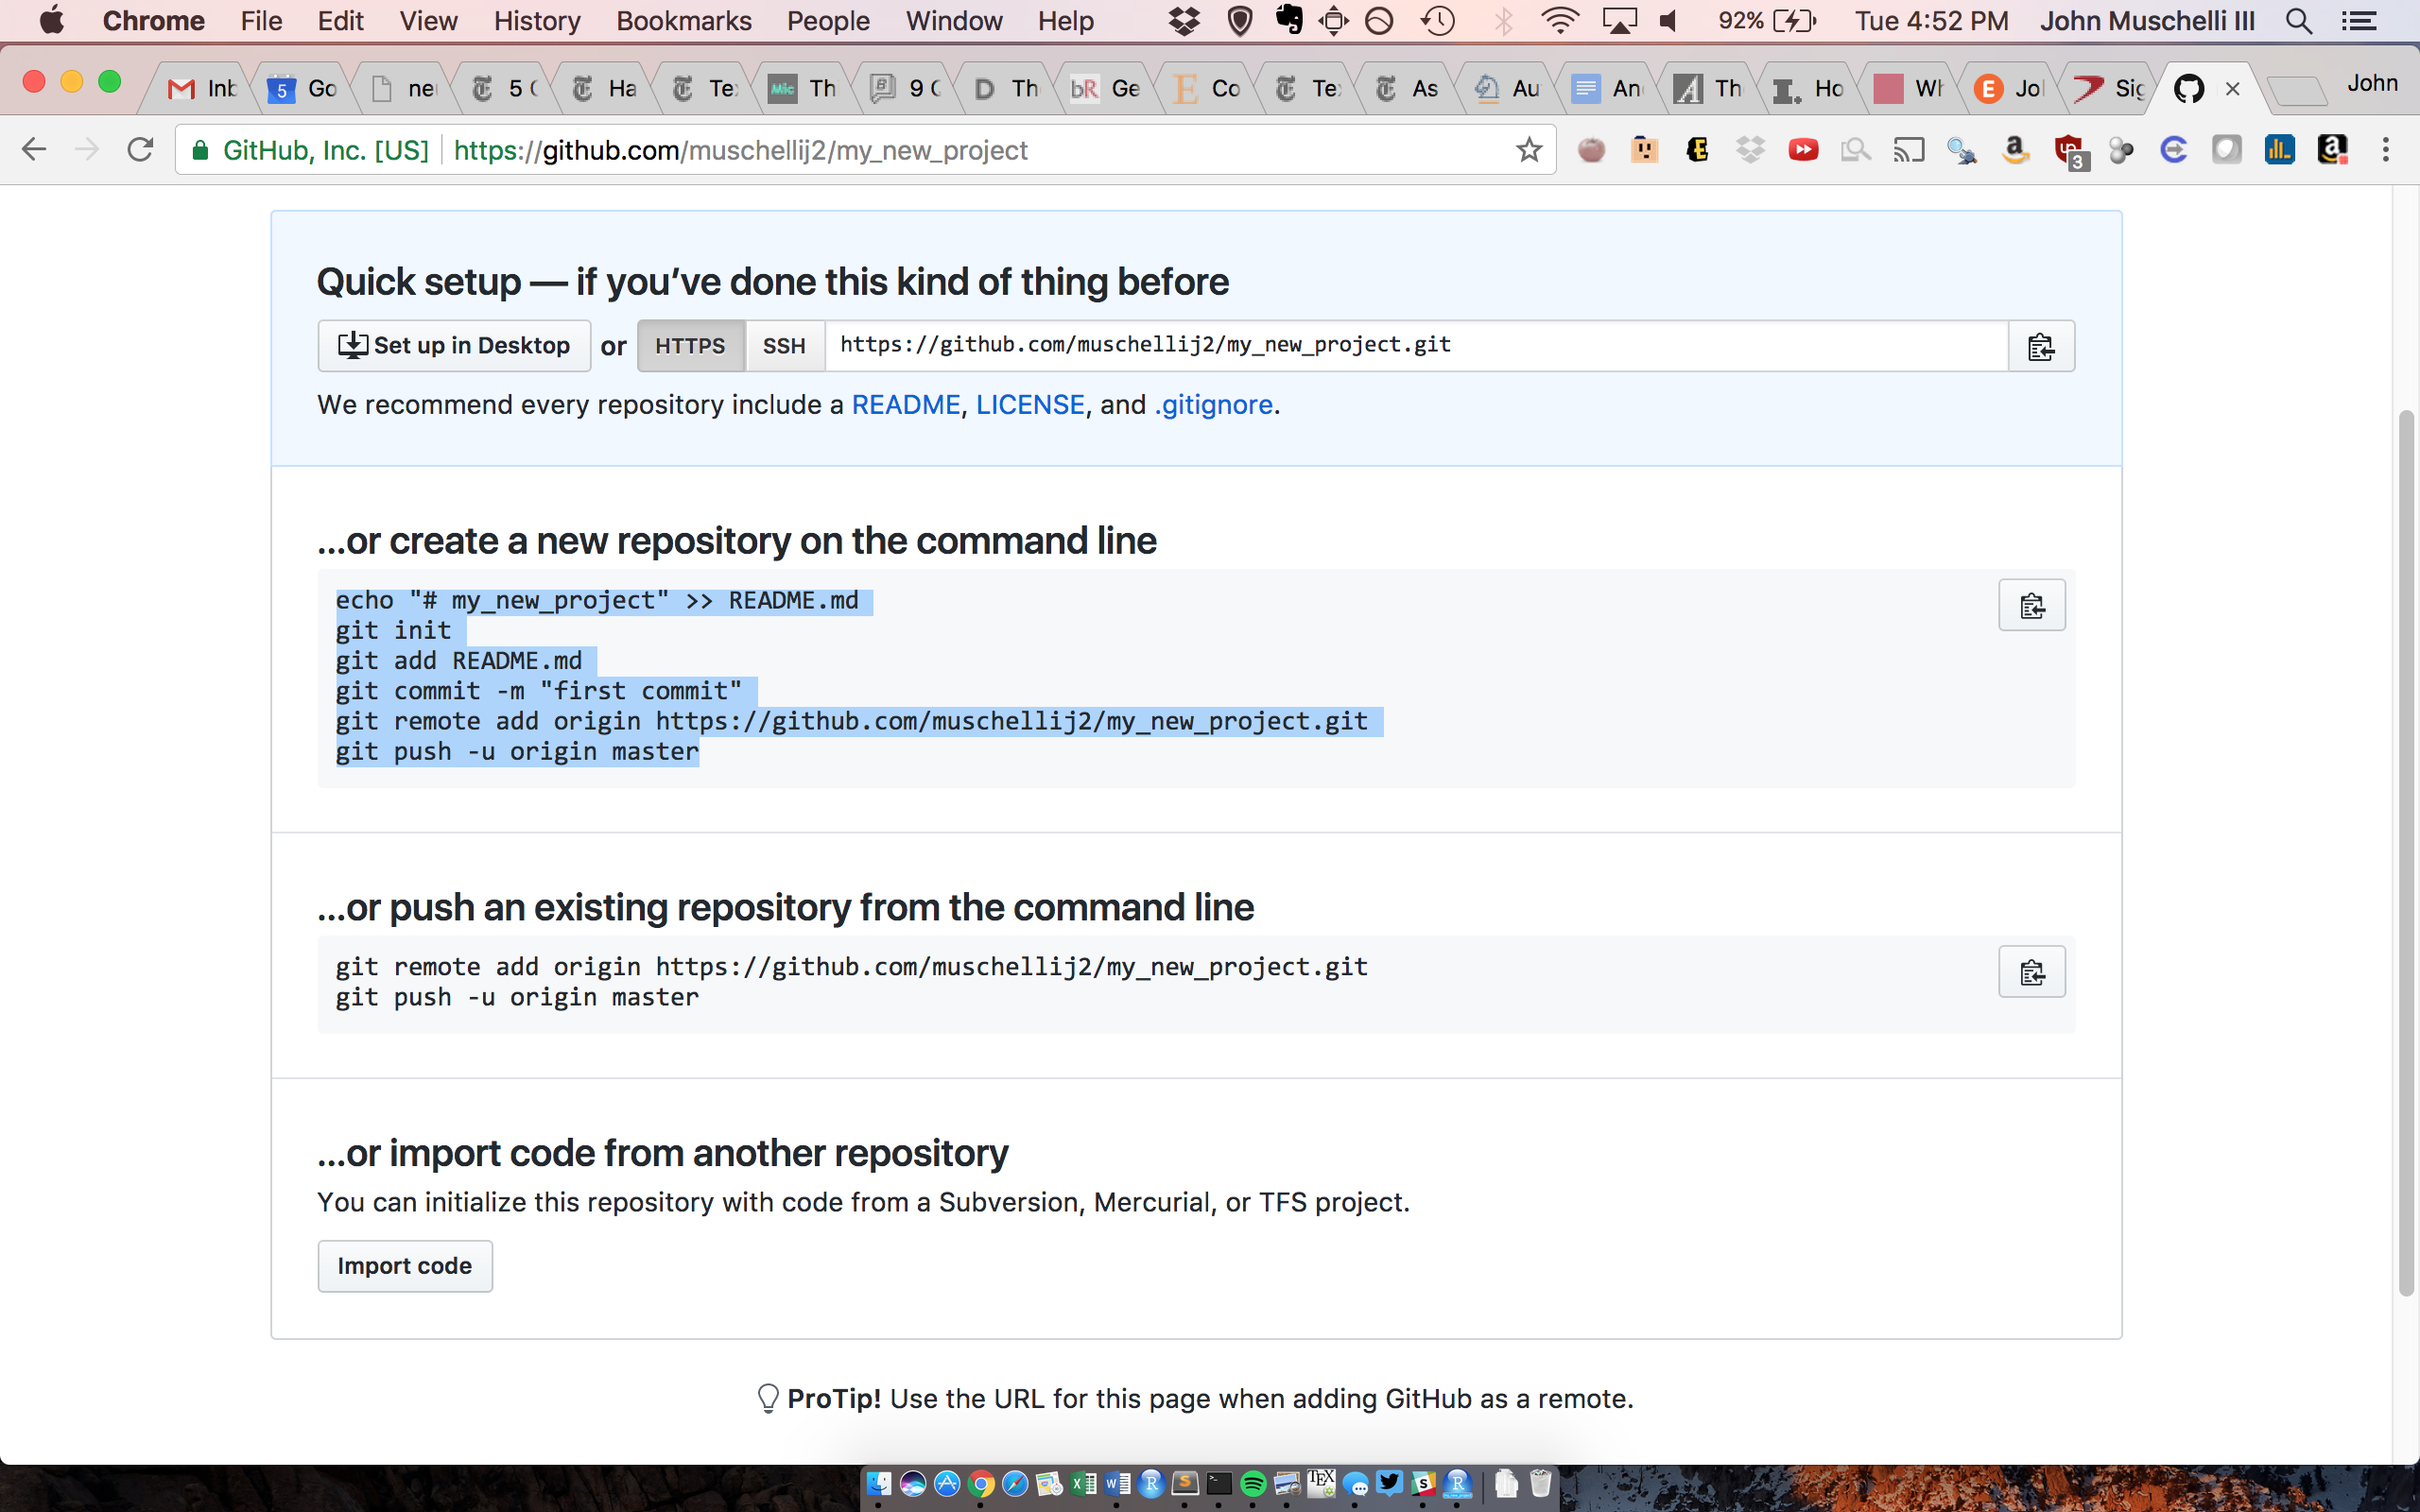 Chrome File Edit View History Bookmarks People Window Help 92% Tue 4:52 PM John Muschelli III
Inb 5 Go ne 5 Ha Te Mic Th 9 D Th bR Ge E Co Te As Au An A Th I. Ho Wh E Jol Sig John
GitHub, Inc. [US] https://github.com/muschellij2/my_new_project 3
Quick setup — if you’ve done this kind of thing before
Set up in Desktop or HTTPS SSH https://github.com/muschellij2/my_new_project.git
We recommend every repository include a README, LICENSE, and .gitignore.
…or create a new repository on the command line
echo "# my_new_project" >> README.md
git init
git add README.md
git commit -m "first commit"
git remote add origin https://github.com/muschellij2/my_new_project.git
git push -u origin master
…or push an existing repository from the command line
git remote add origin https://github.com/muschellij2/my_new_project.git
git push -u origin master
…or import code from another repository
You can initialize this repository with code from a Subversion, Mercurial, or TFS project.
Import code
ProTip! Use the URL for this page when adding GitHub as a remote.